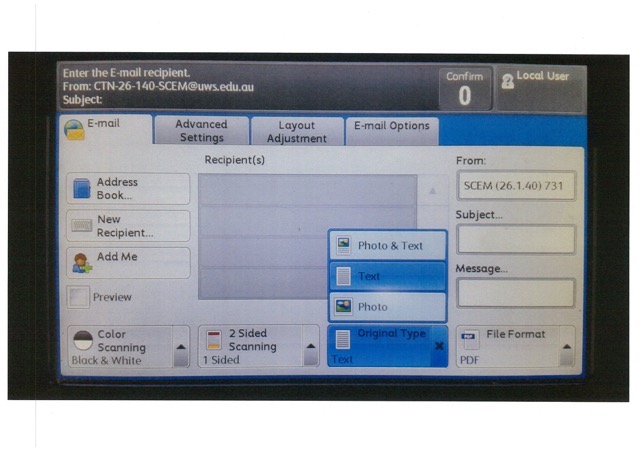 Enter the E-mail recipient.
From: CTN-26-140-SCEM@uws.edu.au
Subject:
Confirm
0
Local User
E-mail
Advanced
Settings
Layout
Adjustment
E-mail Options
Recipient(s)
From:
Address
Book...
SCEM (26.1.40) 731
New
Recipient...
Subject...
Photo & Text
Add Me
Text
Message...
Preview
Photo
Color
Scanning
Black & White
2 Sided
Scanning
1 Sided
Original Type
Text
File Format
PDF
PDF